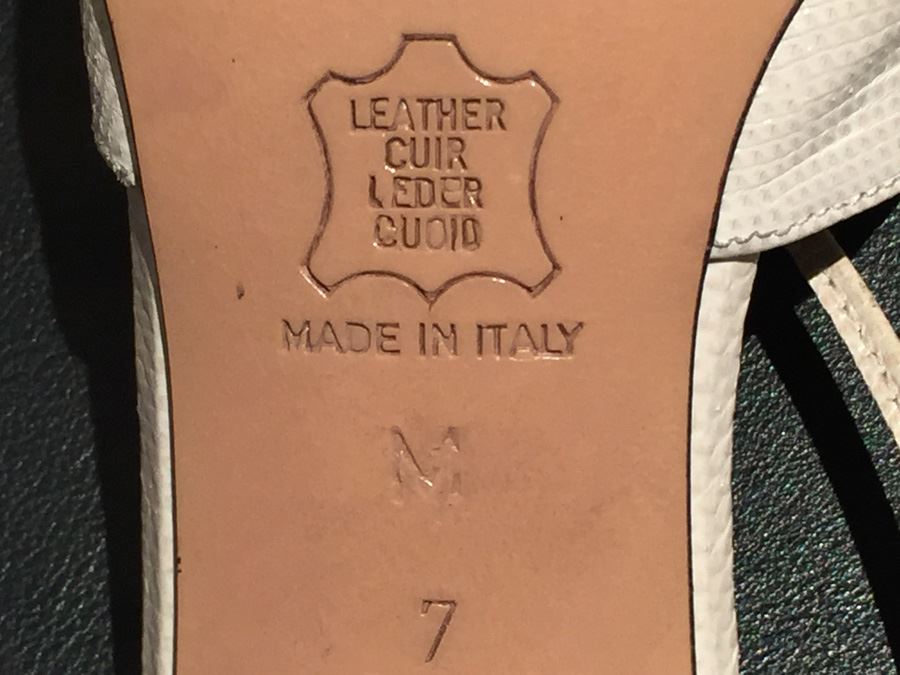 LEATHER
CUIR
LEDER
CUOIO
MADE IN ITALY
M
7